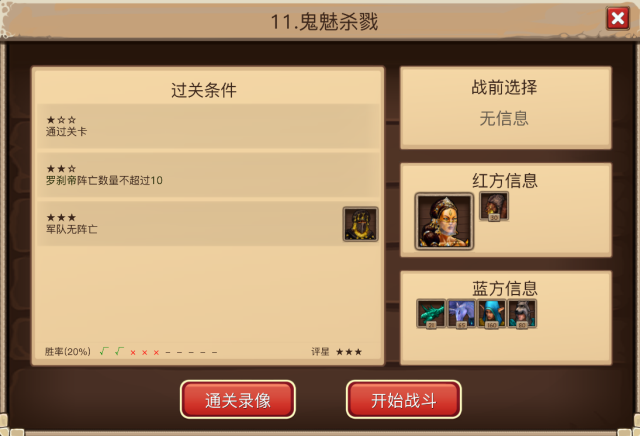 11.鬼魅杀戮
过关条件
★☆☆
通过关卡
★★☆
罗刹帝阵亡数量不超过10
★★★
军队无阵亡
胜率(20%) √ √ × × × - - - - -
评星 ★★★
战前选择
无信息
红方信息
30
蓝方信息
160
80
通关录像
开始战斗